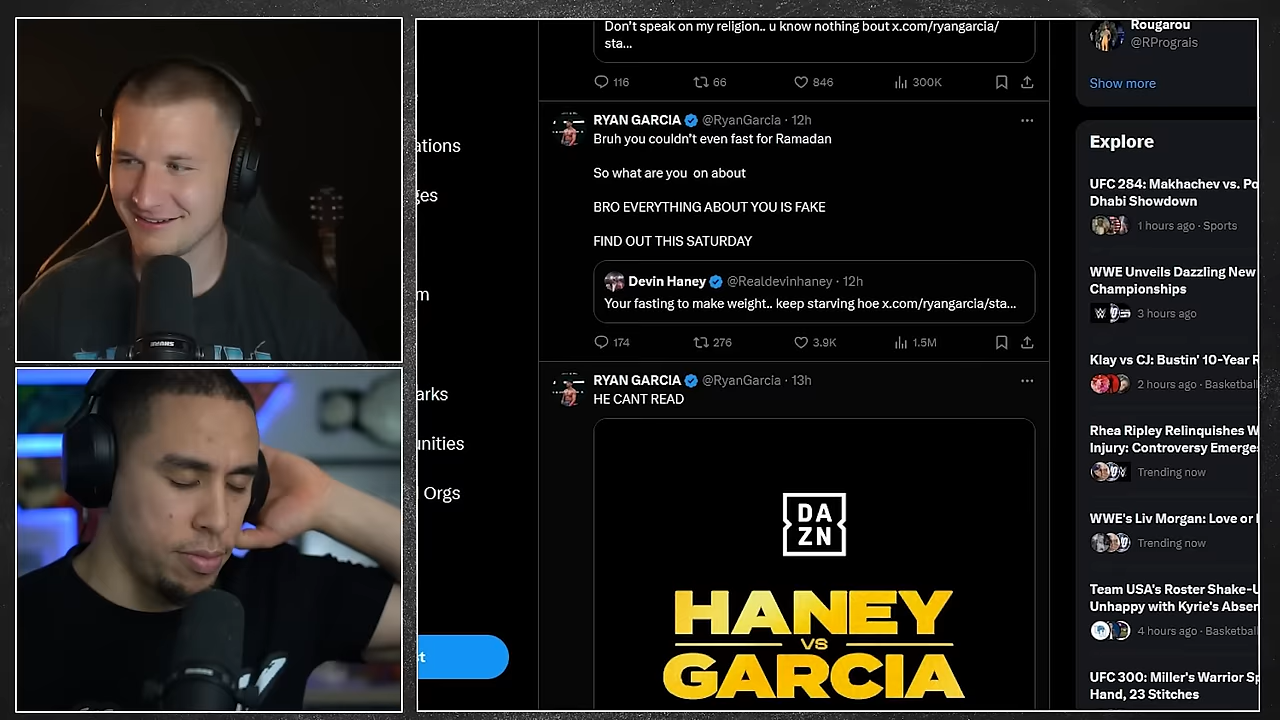 Don't speak on my religion.. u know nothing bout x.com/ryangarcia/
sta...
116 66 846 300K
RYAN GARCIA @RyanGarcia · 12h
Bruh you couldn't even fast for Ramadan
So what are you on about
BRO EVERYTHING ABOUT YOU IS FAKE
FIND OUT THIS SATURDAY
Devin Haney @Realdevinhaney · 12h
Your fasting to make weight.. keep starving hoe x.com/ryangarcia/sta...
174 276 3.9K 1.5M
RYAN GARCIA @RyanGarcia · 13h
HE CANT READ
DA
ZN
HANEY
VS
GARCIA
ations
ges
m
arks
unities
Orgs
t
Rougarou
@RPrograis
Show more
Explore
UFC 294: Makhachev vs. Po
Dhabi Showdown
1 hours ago · Sports
WWE Unveils Dazzling New
Championships
3 hours ago
Klay vs CJ: Bustin' 10-Year R
2 hours ago · Basketball
Rhea Ripley Relinquishes W
Injury: Controversy Emerge
Trending now
WWE's Liv Morgan: Love or
Trending now
Team USA's Roster Shake-U
Unhappy with Kyrie's Absen
4 hours ago · Basketball
UFC 300: Miller's Warrior Sp
Hand, 23 Stitches